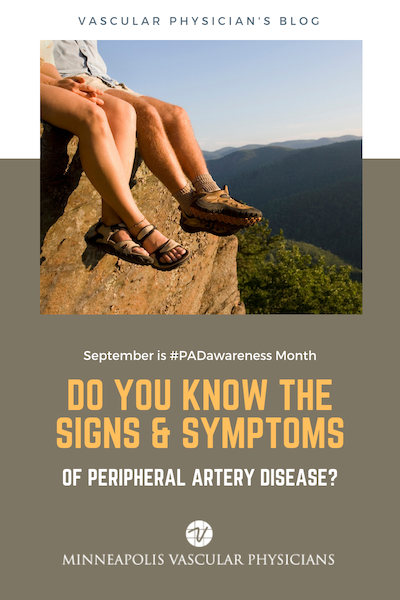 VASCULAR PHYSICIAN'S BLOG
September is #PADawareness Month
DO YOU KNOW THE
SIGNS & SYMPTOMS
OF PERIPHERAL ARTERY DISEASE?
V
MINNEAPOLIS VASCULAR PHYSICIANS